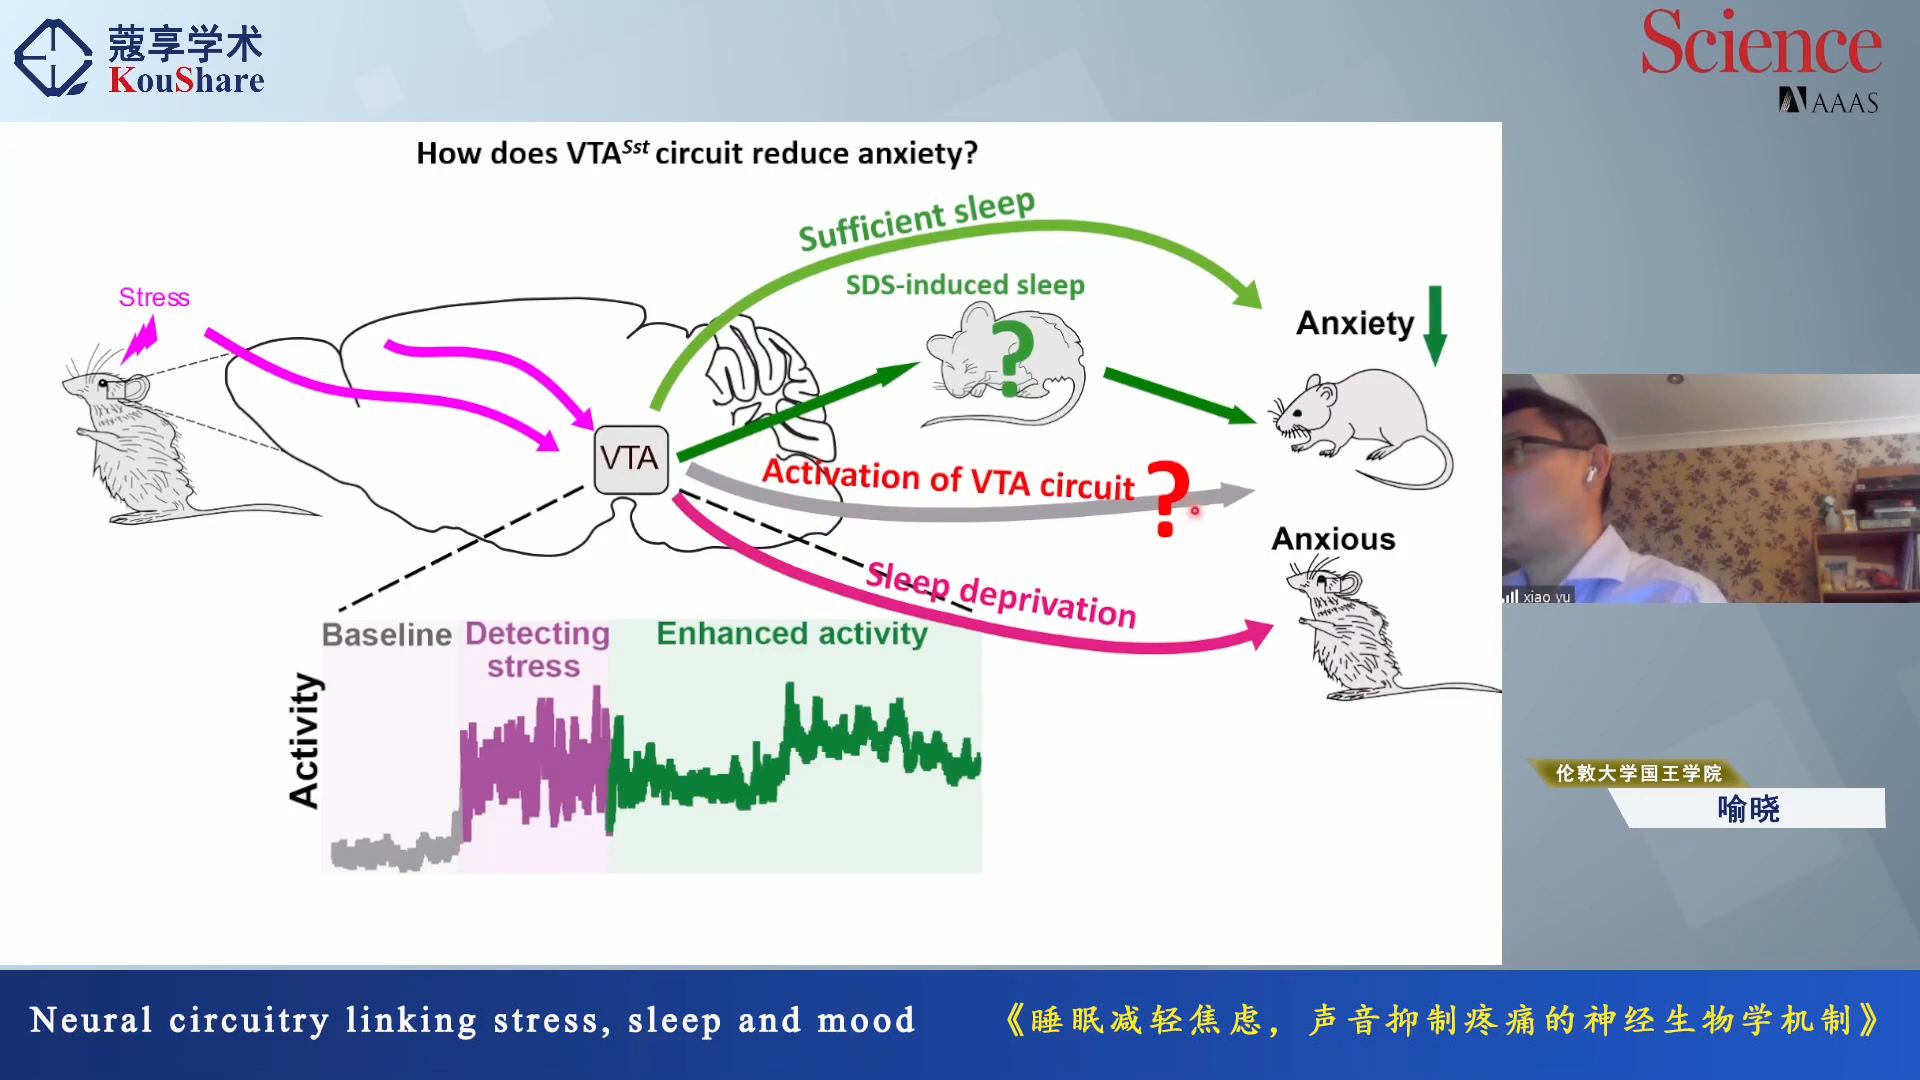 蔻享学术
KouShare
Science
AAAS
How does VTASst circuit reduce anxiety?
Sufficient sleep
SDS-induced sleep
?
Stress
Anxiety
VTA
Activation of VTA circuit ?
Anxious
Sleep deprivation
Baseline
Detecting stress
Enhanced activity
Activity
xiao yu
伦敦大学国王学院
喻晓
Neural circuitry linking stress, sleep and mood
《睡眠减轻焦虑，声音抑制疼痛的神经生物学机制》